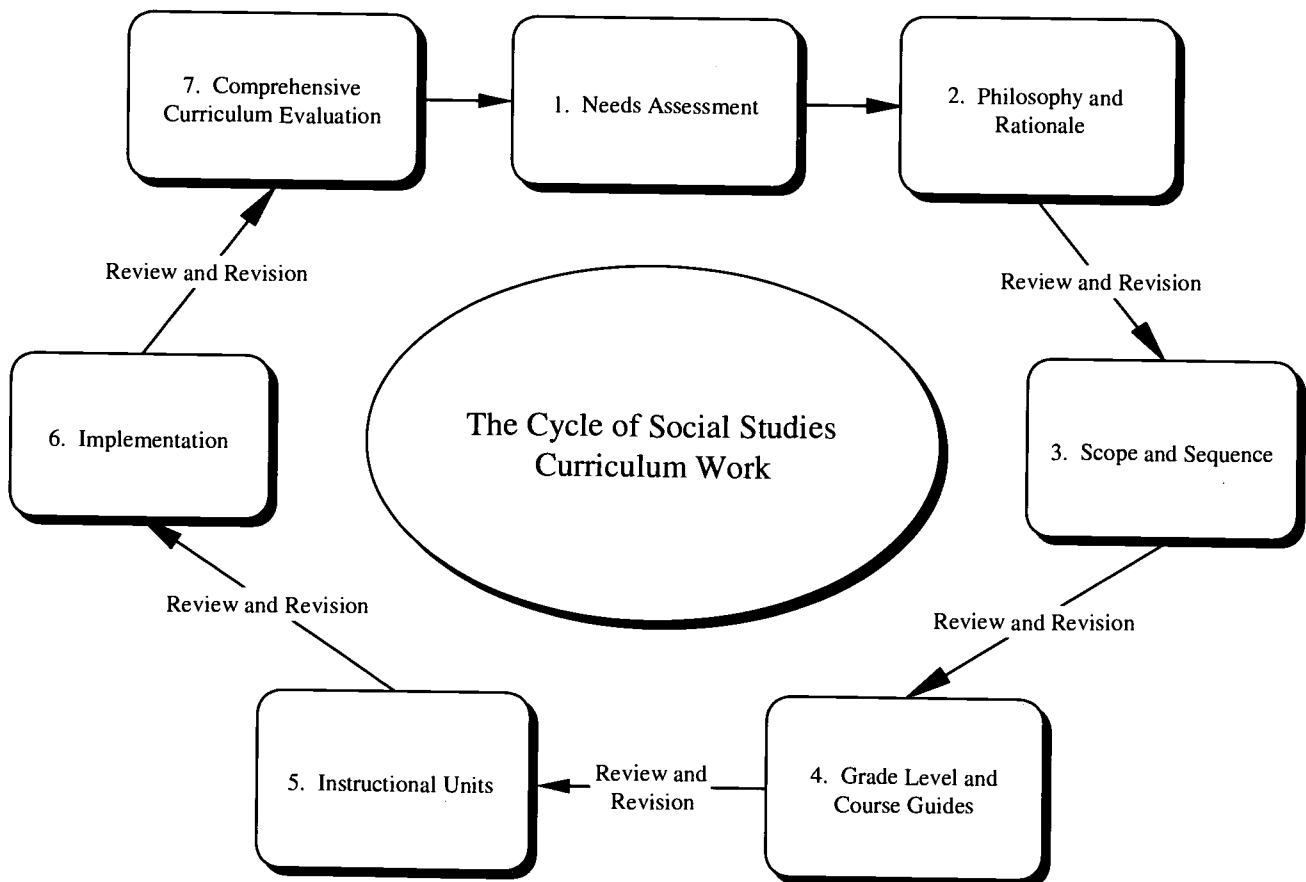 7. Comprehensive
Curriculum Evaluation
1. Needs Assessment
2. Philosophy and
Rationale
Review and Revision
Review and Revision
The Cycle of Social Studies
Curriculum Work
6. Implementation
3. Scope and Sequence
Review and Revision
Review and Revision
5. Instructional Units
Review and
Revision
4. Grade Level and
Course Guides